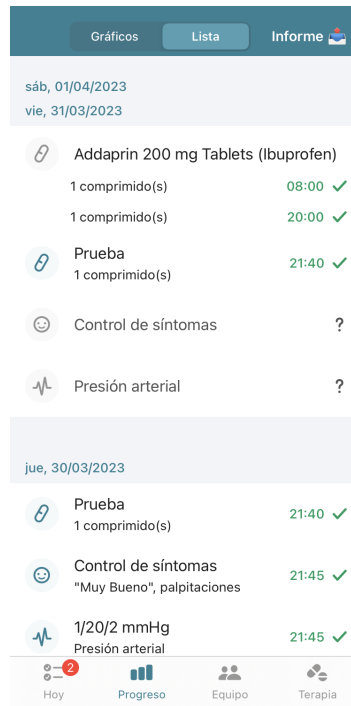 Gráficos
Lista
Informe
sáb, 01/04/2023
vie, 31/03/2023
Addaprin 200 mg Tablets (Ibuprofen)
1 comprimido(s) 08:00
1 comprimido(s) 20:00
Prueba
1 comprimido(s) 21:40
Control de síntomas ?
Presión arterial ?
jue, 30/03/2023
Prueba
1 comprimido(s) 21:40
Control de síntomas
"Muy Bueno", palpitaciones 21:45
1/20/2 mmHg
Presión arterial 21:45
2
Hoy
Progreso
Equipo
Terapia